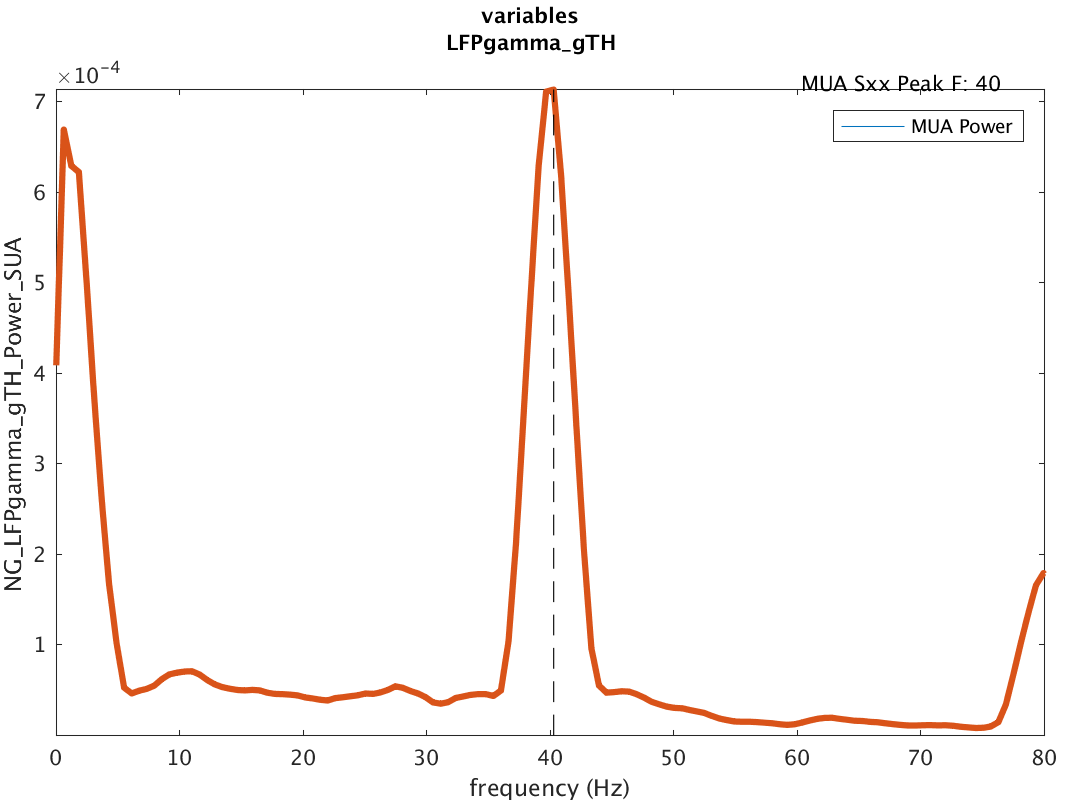 variables
LFPgamma_gTH
×10⁻⁴
MUA Sxx Peak F: 40
MUA Power
7
6
5
4
3
2
1
NG_LFPgamma_gTH_Power_SUA
0 10 20 30 40 50 60 70 80
frequency (Hz)